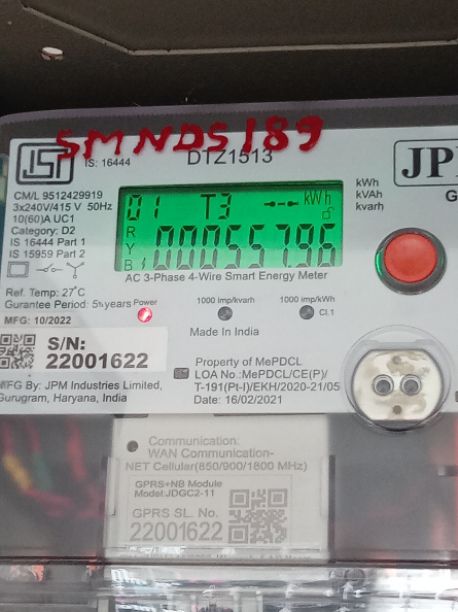 SMNDS189
IS: 16444
DTZ1513
JP
CM/L 9512429919
3x240V/415 V 50Hz
10(60)A UC1
Category: D2
IS 16444 Part 1
IS 15959 Part 2
01 T3 kWh
R
Y
B1
000557.96
kWh
kVAh
kvarh
G
AC 3-Phase 4-Wire Smart Energy Meter
Ref. Temp: 27°C
Gurantee Period: 5½years
MFG: 10/2022
Power
1000 imp/kvarh
1000 imp/kWh
Cl.1
Made In India
S/N:
22001622
MFG By: JPM Industries Limited,
Gurugram, Haryana, India
Property of MePDCL
LOA No.:MePDCL/CE(P)/
T-191(Pt-I)/EKH/2020-21/05
Date: 16/02/2021
Communication:
WAN Communication-
NET Cellular(850/900/1800 MHz)
GPRS+NB Module
Model:JDGC2-11
GPRS SL. No.
22001622